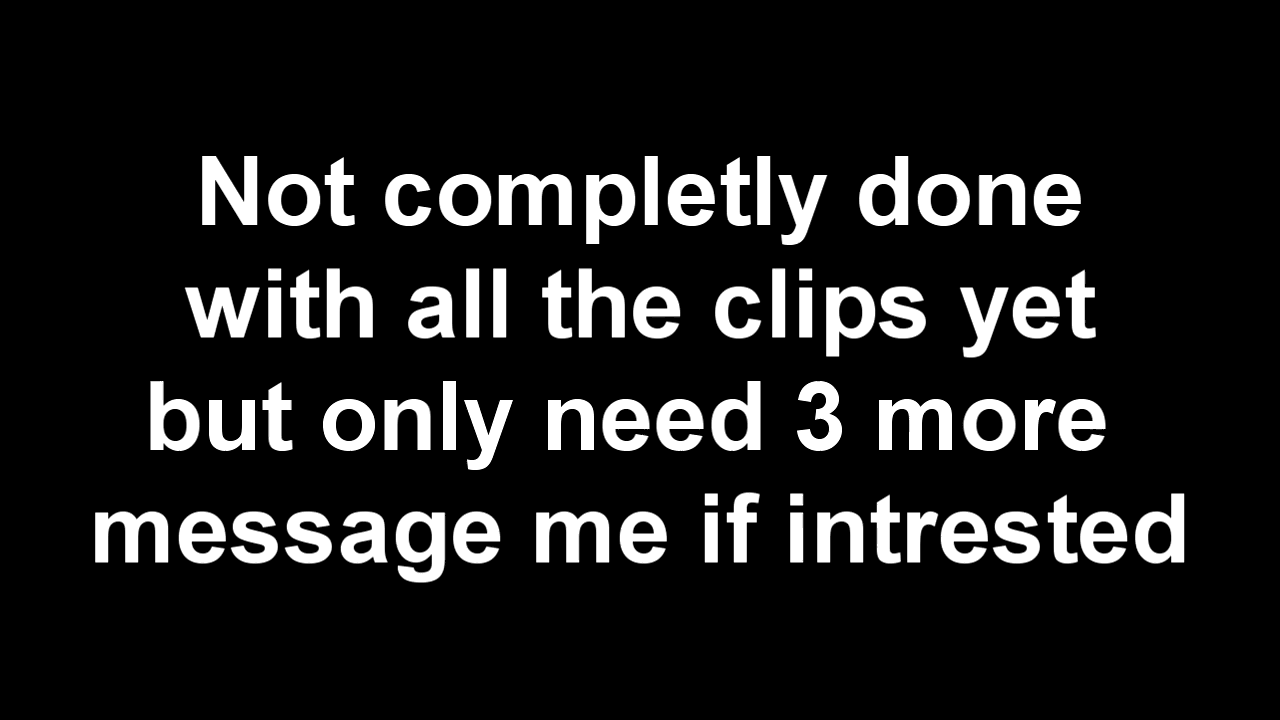 Not completly done
with all the clips yet
but only need 3 more
message me if intrested